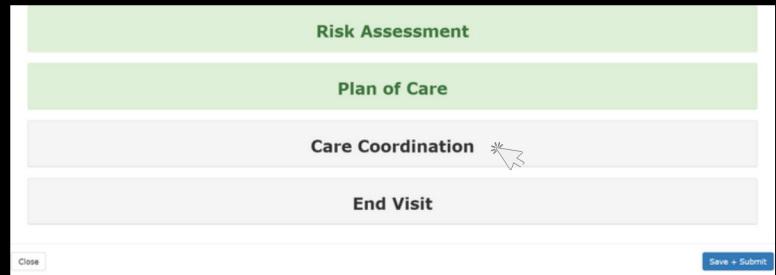 Risk Assessment
Plan of Care
Care Coordination
End Visit
Close
Save + Submit